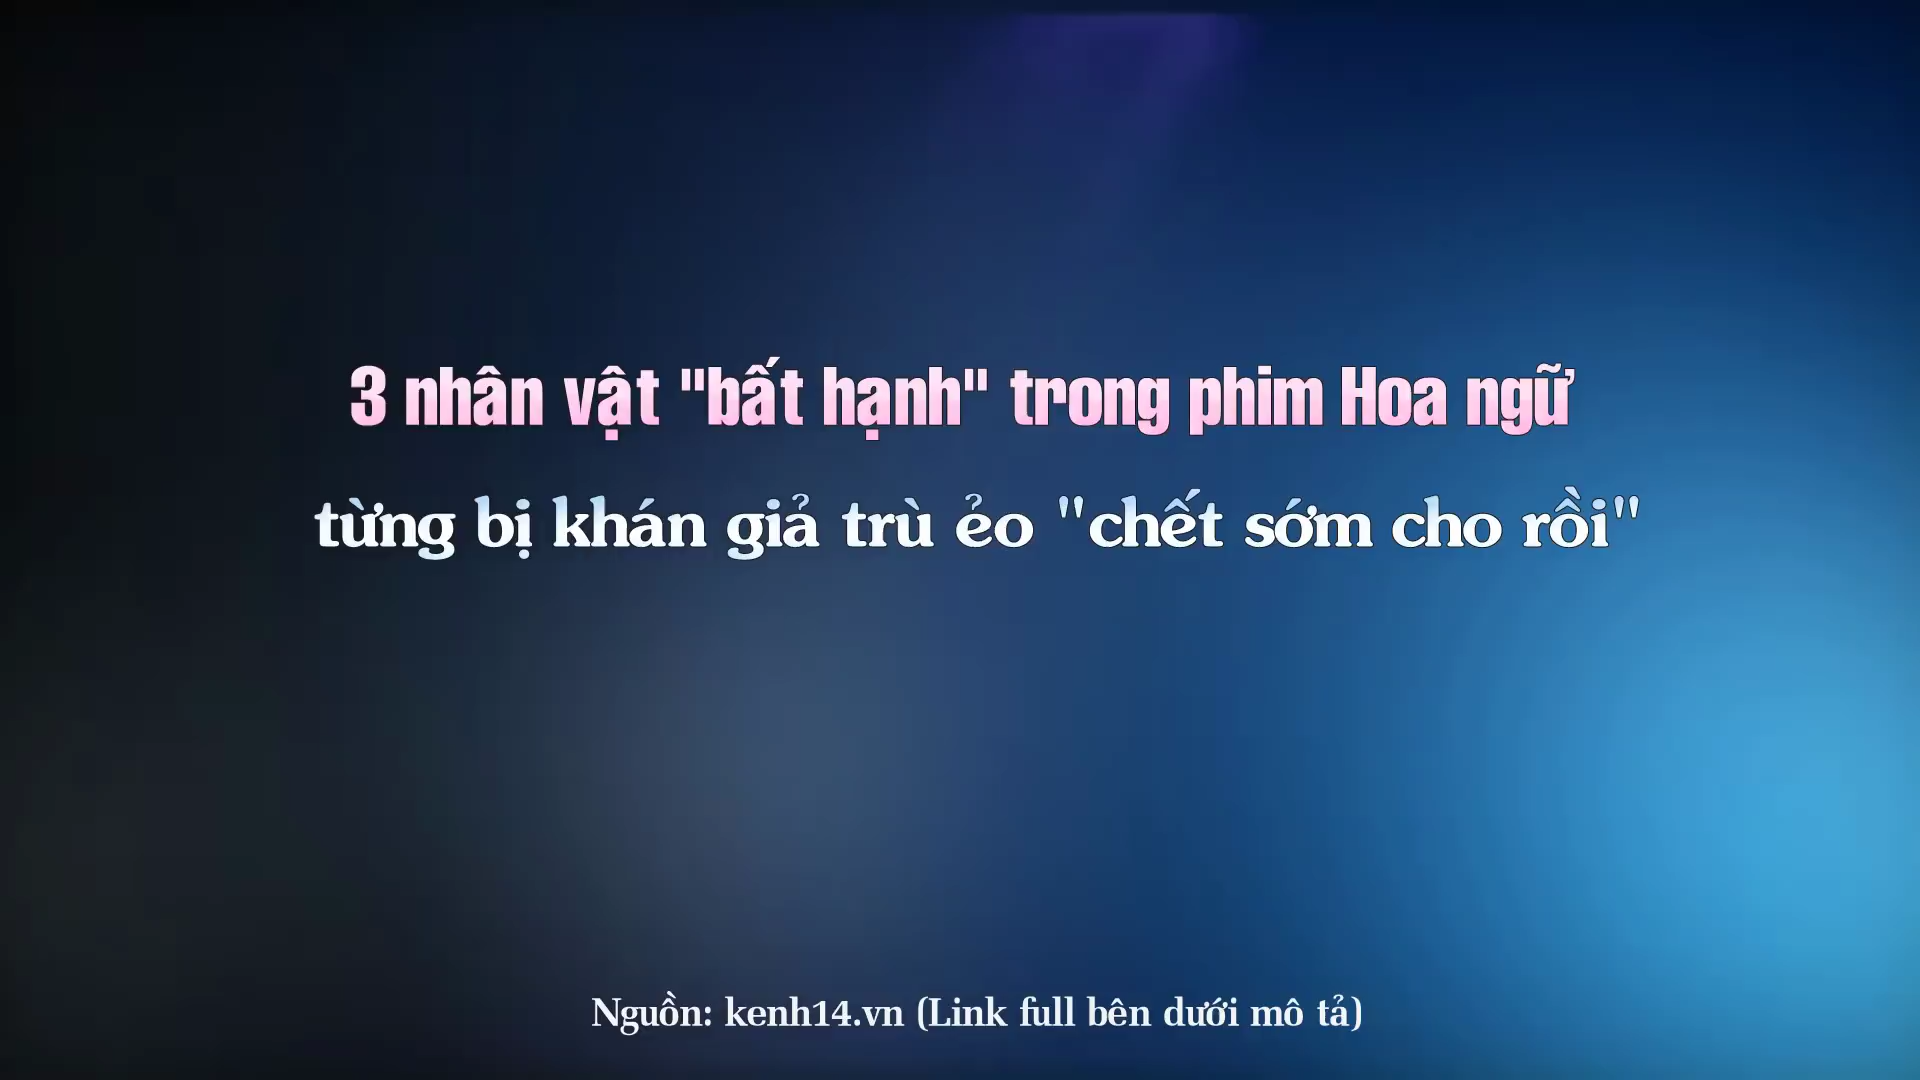 3 nhân vật "bất hạnh" trong phim Hoa ngữ
từng bị khán giả trù ẻo "chết sớm cho rồi"
Nguồn: kenh14.vn (Link full bên dưới mô tả)